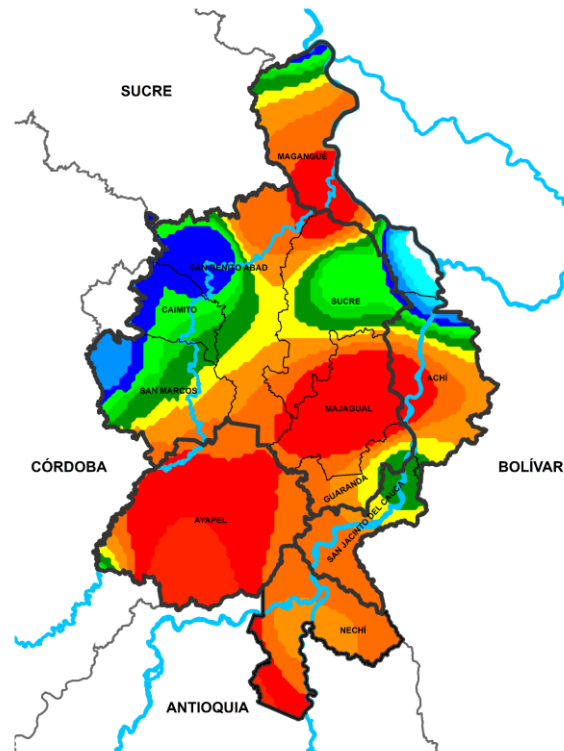 SUCRE
MAGANGUÉ
SAN BENITO ABAD
CAIMITO
SUCRE
SAN MARCOS
ACHÍ
MAJAGUAL
CÓRDOBA
BOLÍVAR
GUARANDA
AYAPEL
SAN JACINTO DEL CAUCA
NECHÍ
ANTIOQUIA